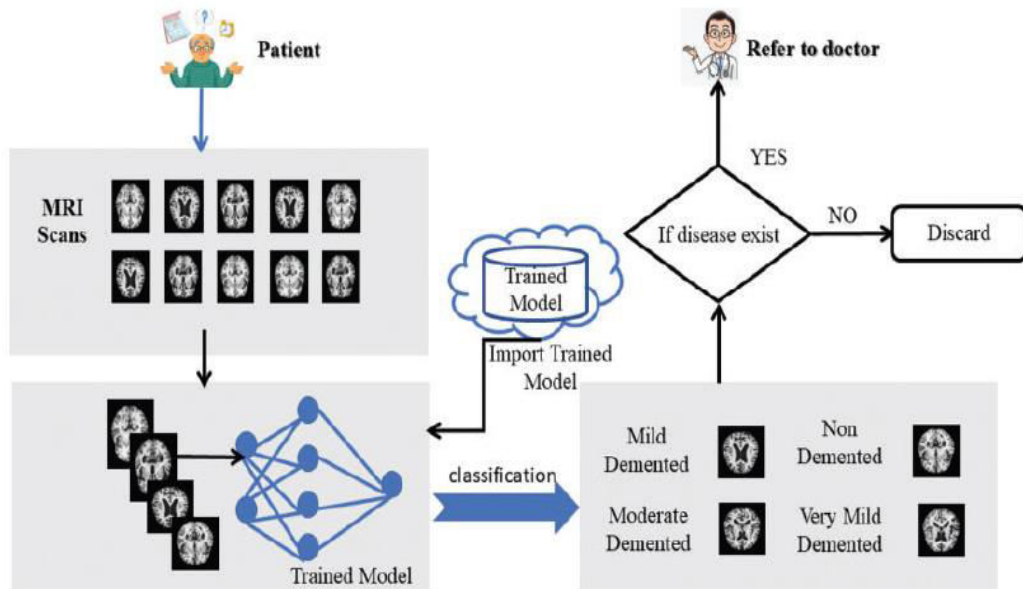 Patient
Refer to doctor
MRI
Scans
YES
NO
If disease exist
Discard
Trained
Model
Import Trained
Model
Trained Model
classification
Mild
Demented
Non
Demented
Moderate
Demented
Very Mild
Demented